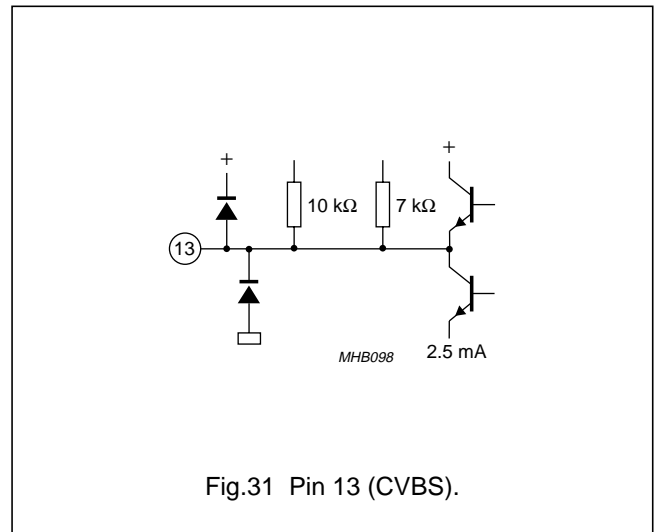 +
+
10 kΩ
7 kΩ
13
MHB098
2.5 mA
Fig.31 Pin 13 (CVBS).